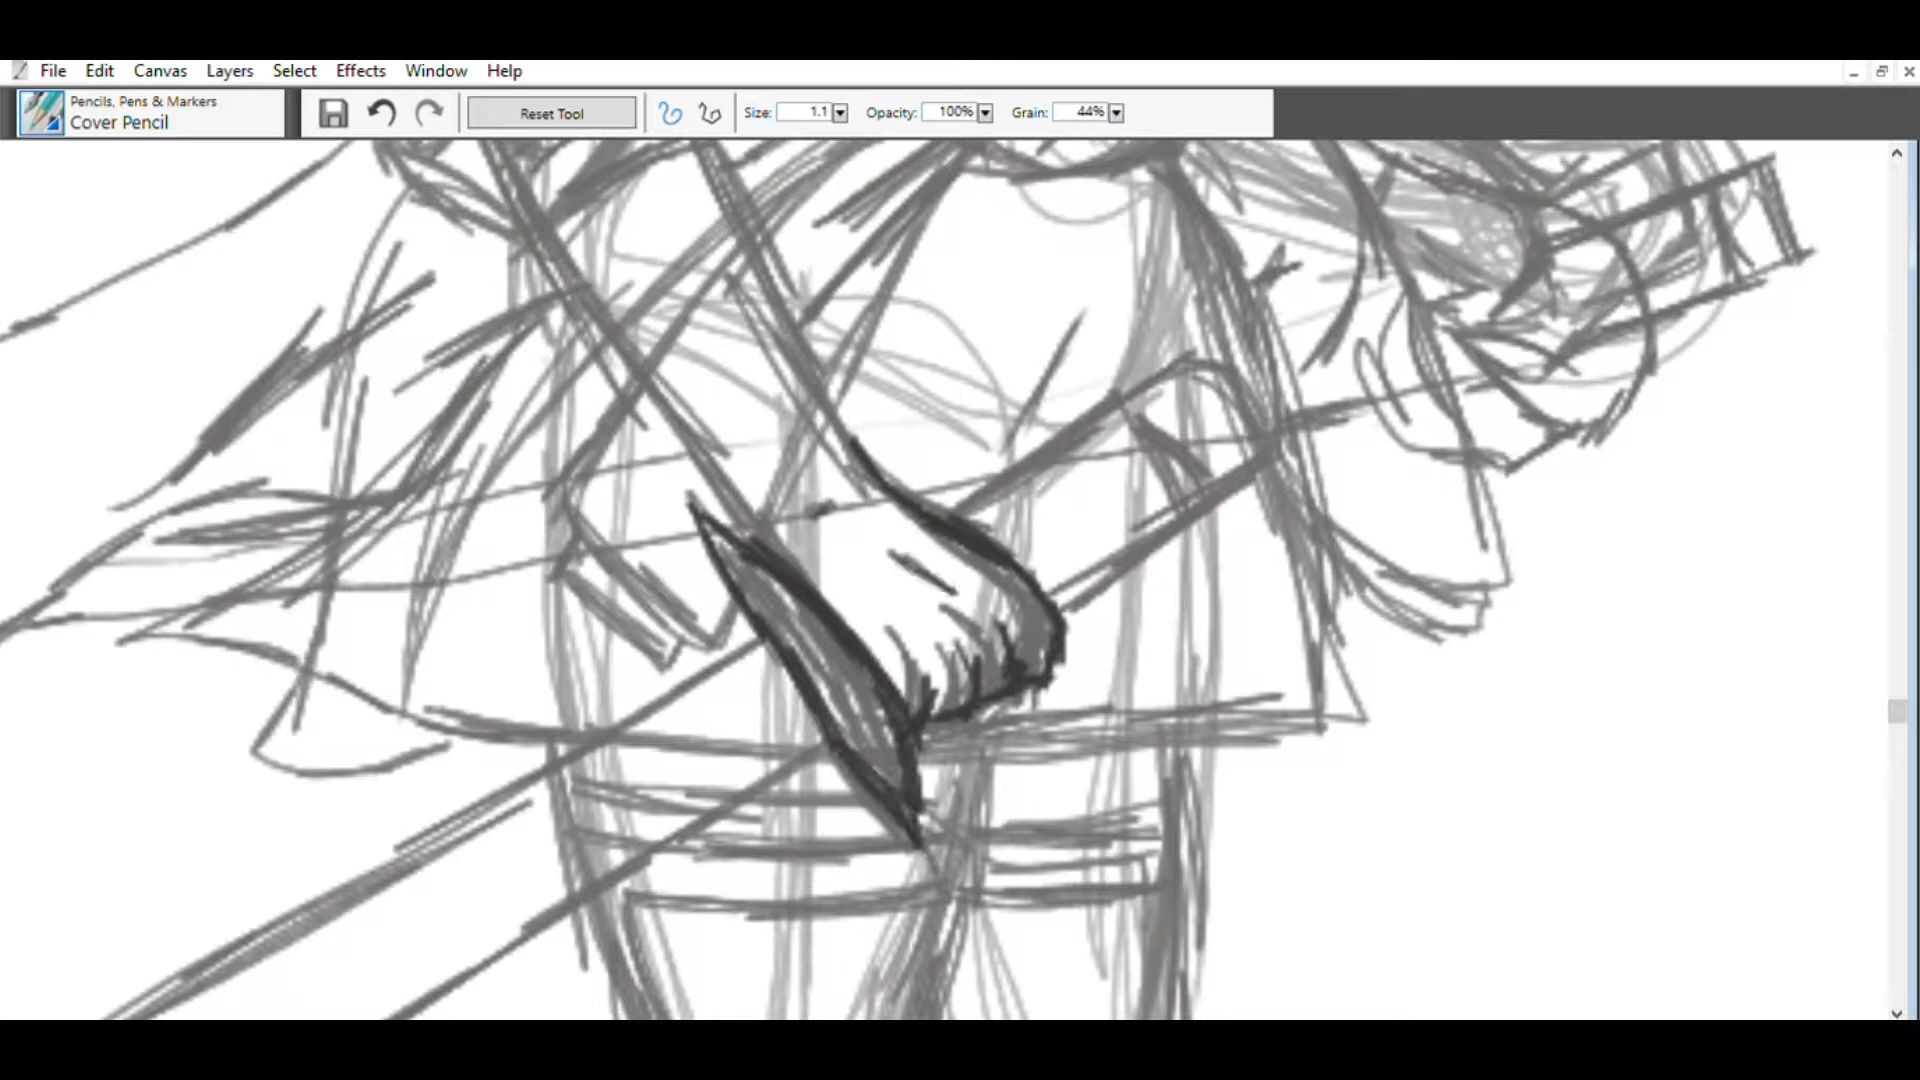 File Edit Canvas Layers Select Effects Window Help
Pencils, Pens & Markers
Cover Pencil
Reset Tool Size: 1.1 Opacity: 100% Grain: 44%